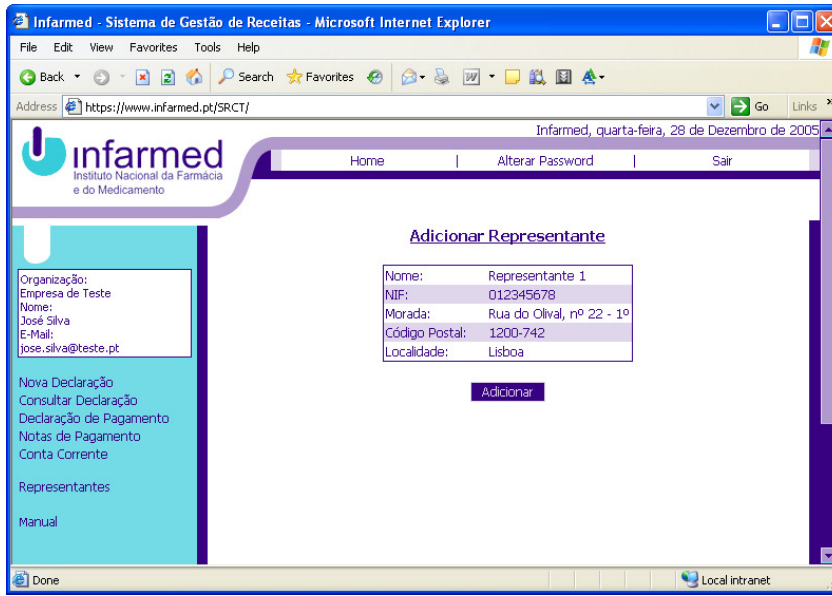 Infarmed - Sistema de Gestão de Receitas - Microsoft Internet Explorer
File Edit View Favorites Tools Help
Back Search Favorites
Address https://www.infarmed.pt/SRCT/ Go Links »
Infarmed, quarta-feira, 28 de Dezembro de 2005
infarmed
Instituto Nacional da Farmácia
e do Medicamento
Home | Alterar Password | Sair
Adicionar Representante
Organização:
Empresa de Teste
Nome:
José Silva
E-Mail:
jose.silva@teste.pt
Nome: Representante 1
NIF: 012345678
Morada: Rua do Olival, nº 22 - 1º
Código Postal: 1200-742
Localidade: Lisboa
Adicionar
Nova Declaração
Consultar Declaração
Declaração de Pagamento
Notas de Pagamento
Conta Corrente
Representantes
Manual
Done Local intranet